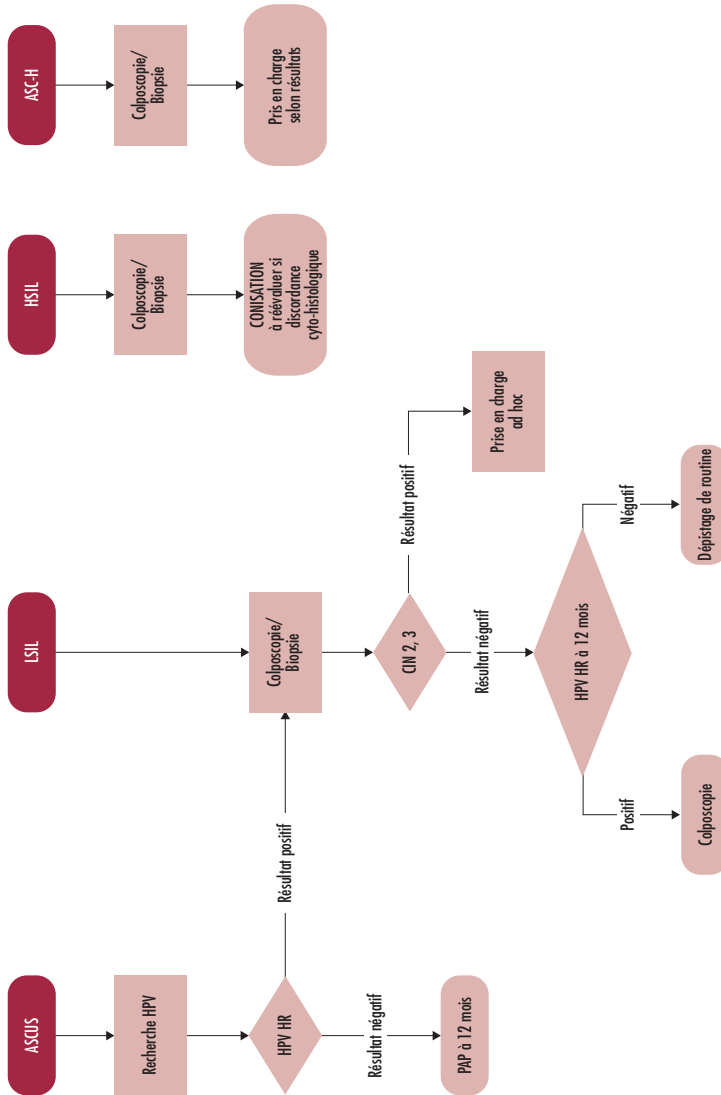 ASCUS
Recherche HPV
HPV HR
Résultat négatif
PAP à 12 mois
Résultat positif
LSIL
Colposcopie/
Biopsie
CIN 2, 3
Résultat positif
Prise en charge
ad hoc
Résultat négatif
HPV HR à 12 mois
Positif
Colposcopie
Négatif
Dépistage de routine
HSIL
Colposcopie/
Biopsie
CONISATION
à réévaluer si
discordance
cyto-histologique
ASC-H
Colposcopie/
Biopsie
Pris en charge
selon résultats